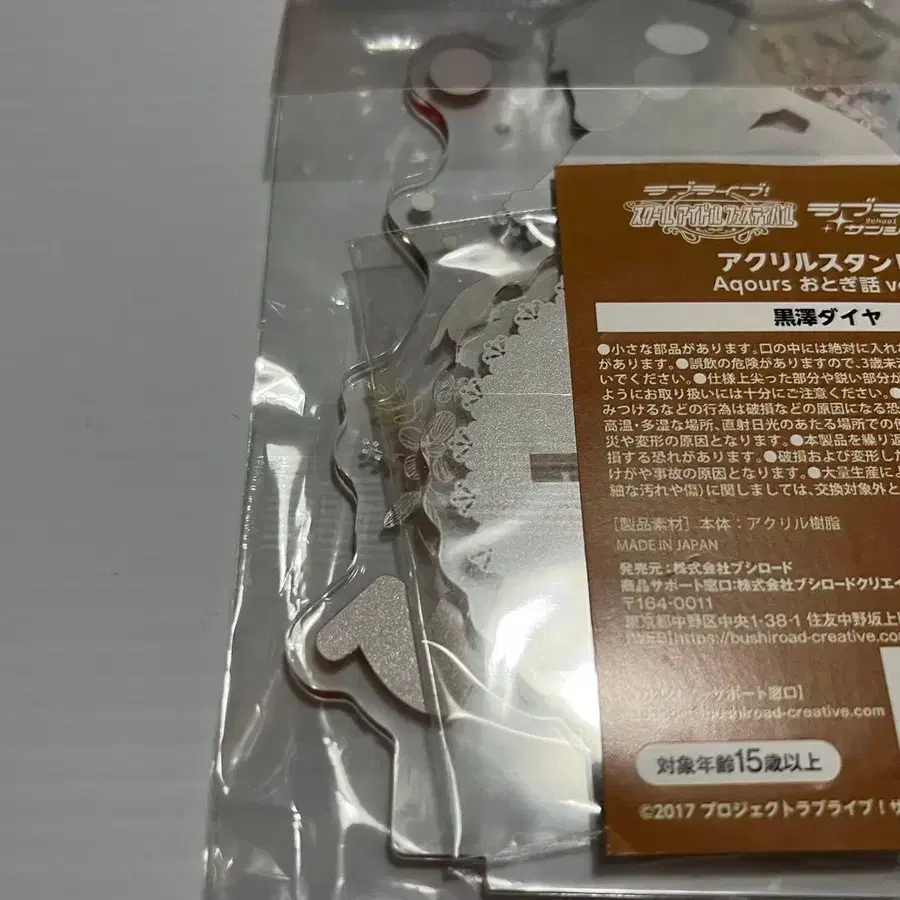 ラブライブ!
スクール アイドル フェスティバル
ラブラ
School
サンシ
アクリルスタンド
Aqours おとぎ話 ve
黒澤ダイヤ
●小さな部品があります。口の中には絶対に入れな
があります。●誤飲の危険がありますので、3歳未
いでください。●仕様上尖った部分や鋭い部分が
ようにお取り扱いには十分にご注意ください。●
みつけるなどの行為は破損などの原因になる恐
高温・多湿な場所、直射日光のあたる場所での使
災や変形の原因となります。●本製品を繰り返
損する恐れがあります。●破損および変形した
けがや事故の原因となります。●大量生産によ
細な汚れや傷)に関しましては、交換対象外と
[製品素材] 本体：アクリル樹脂
MADE IN JAPAN
発売元：株式会社ブシロード
商品サポート窓口：株式会社ブシロードクリエイ
〒164-0011
東京都中野区中央1-38-1 住友中野坂上
https://bushiroad-creative.com
サポート窓口】
bushiroad-creative.com
対象年齢15歳以上
©2017 プロジェクトラブライブ！サ